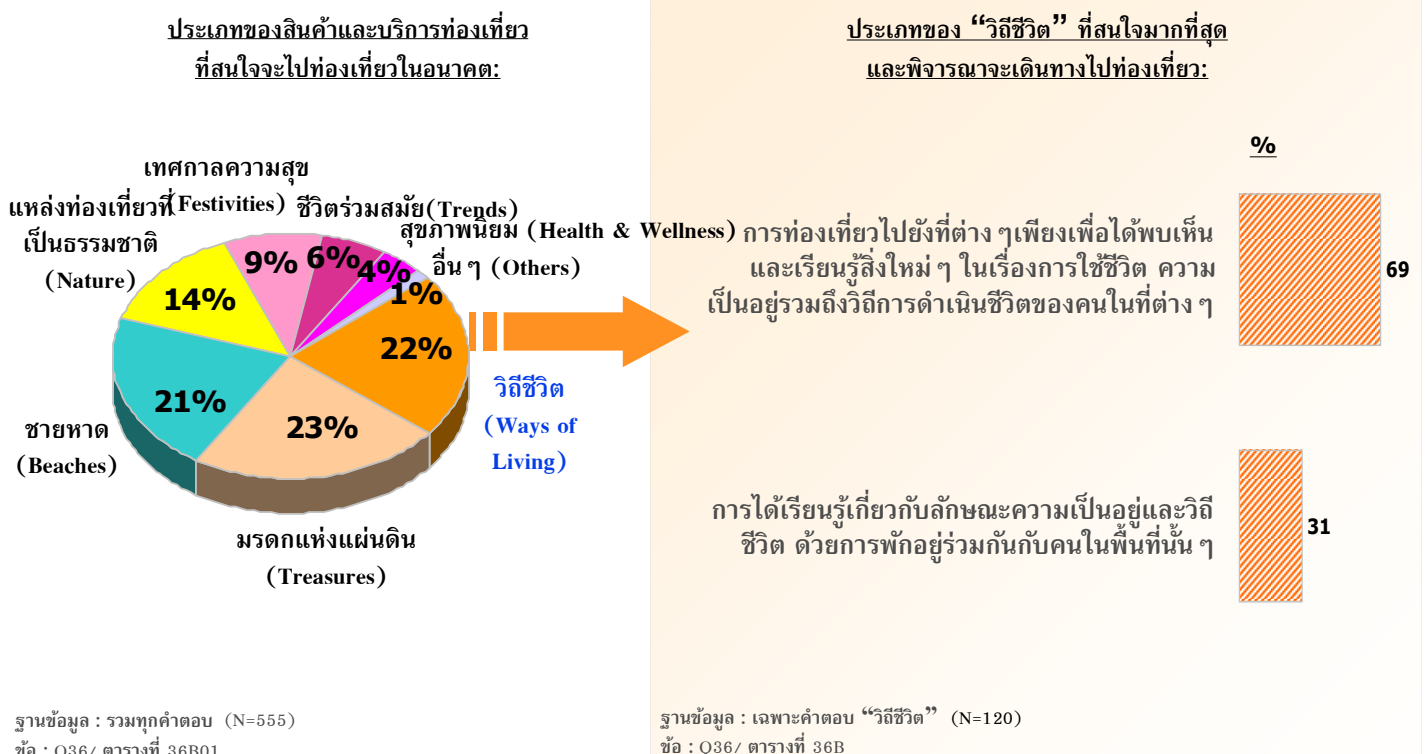 ประเภทของสินค้าและบริการท่องเที่ยว
ที่สนใจจะไปท่องเที่ยวในอนาคต:
เทศกาลความสุข
(Festivities)
แหล่งท่องเที่ยวที่
เป็นธรรมชาติ
(Nature)
ชีวิตร่วมสมัย(Trends)
สุขภาพนิยม (Health & Wellness)
อื่น ๆ (Others)
9%
6%
4%
1%
14%
22%
21%
23%
วิถีชีวิต
(Ways of
Living)
ชายหาด
(Beaches)
มรดกแห่งแผ่นดิน
(Treasures)
ฐานข้อมูล : รวมทุกคำตอบ (N=555)
ข้อ : Q36/ ตารางที่ 36B01
ประเภทของ “วิถีชีวิต” ที่สนใจมากที่สุด
และพิจารณาจะเดินทางไปท่องเที่ยว:
%
การท่องเที่ยวไปยังที่ต่าง ๆเพียงเพื่อได้พบเห็น
และเรียนรู้สิ่งใหม่ ๆ ในเรื่องการใช้ชีวิต ความ
เป็นอยู่รวมถึงวิถีการดำเนินชีวิตของคนในที่ต่าง ๆ
69
การได้เรียนรู้เกี่ยวกับลักษณะความเป็นอยู่และวิถี
ชีวิต ด้วยการพักอยู่ร่วมกันกับคนในพื้นที่นั้น ๆ
31
ฐานข้อมูล : เฉพาะคำตอบ “วิถีชีวิต” (N=120)
ข้อ : Q36/ ตารางที่ 36B